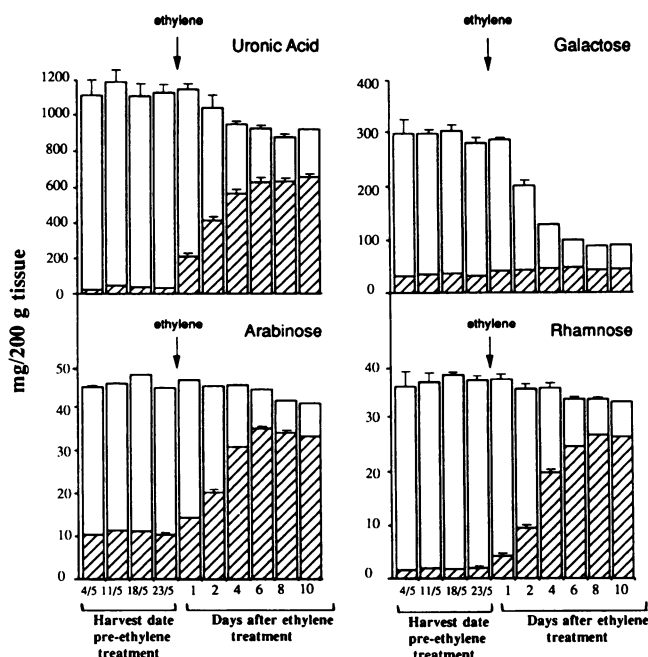 ethylene
Uronic Acid
1200
1000
800
600
400
200
0
ethylene
Galactose
400
300
200
100
0
mg/200 g tissue
ethylene
Arabinose
50
40
30
20
10
0
4/5 11/5 18/5 23/5 1 2 4 6 8 10
Harvest date
pre-ethylene
treatment
Days after ethylene
treatment
ethylene
Rhamnose
40
30
20
10
0
4/5 11/5 18/5 23/5 1 2 4 6 8 10
Harvest date
pre-ethylene
treatment
Days after ethylene
treatment